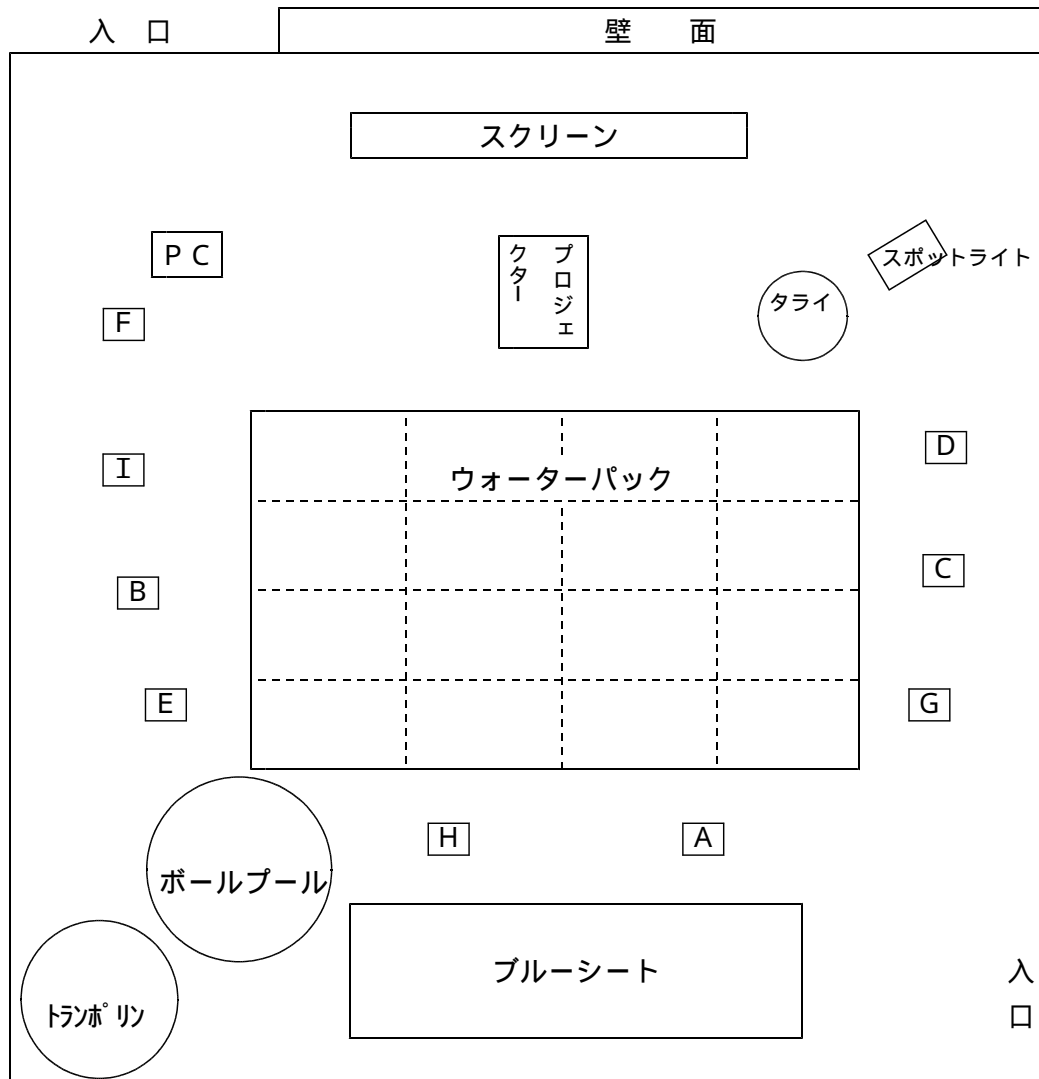 入 口
壁 面
スクリーン
ＰＣ
プロジェ
クター
スポットライト
タライ
F
I
B
E
D
C
G
ウォーターパック
H
A
ボールプール
ブルーシート
トランポリン
入
口